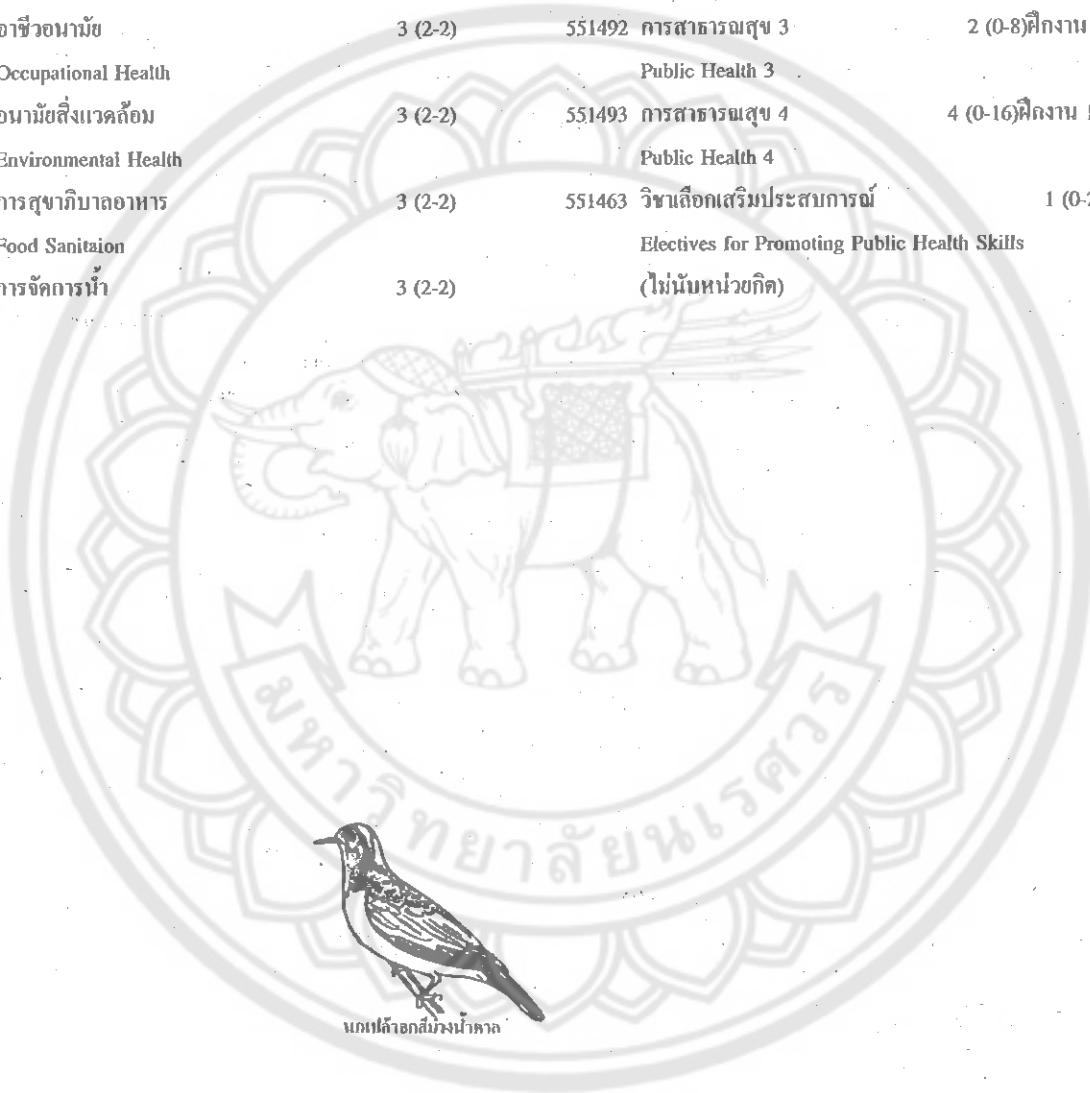 อาชีวอนามัย 3 (2-2)
Occupational Health
อนามัยสิ่งแวดล้อม 3 (2-2)
Environmental Health
การสุขาภิบาลอาหาร 3 (2-2)
Food Sanitaion
การจัดการน้ำ 3 (2-2)
551492 การสาธารณสุข 3 2 (0-8)ฝึกงาน
Public Health 3
551493 การสาธารณสุข 4 4 (0-16)ฝึกงาน
Public Health 4
551463 วิชาเลือกเสริมประสบการณ์ 1 (0-2
Electives for Promoting Public Health Skills
(ไม่นับหน่วยกิต)
มหาวิทยาลัยนเรศวร
นกเปล้าอกสีม่วงน้ำตาล